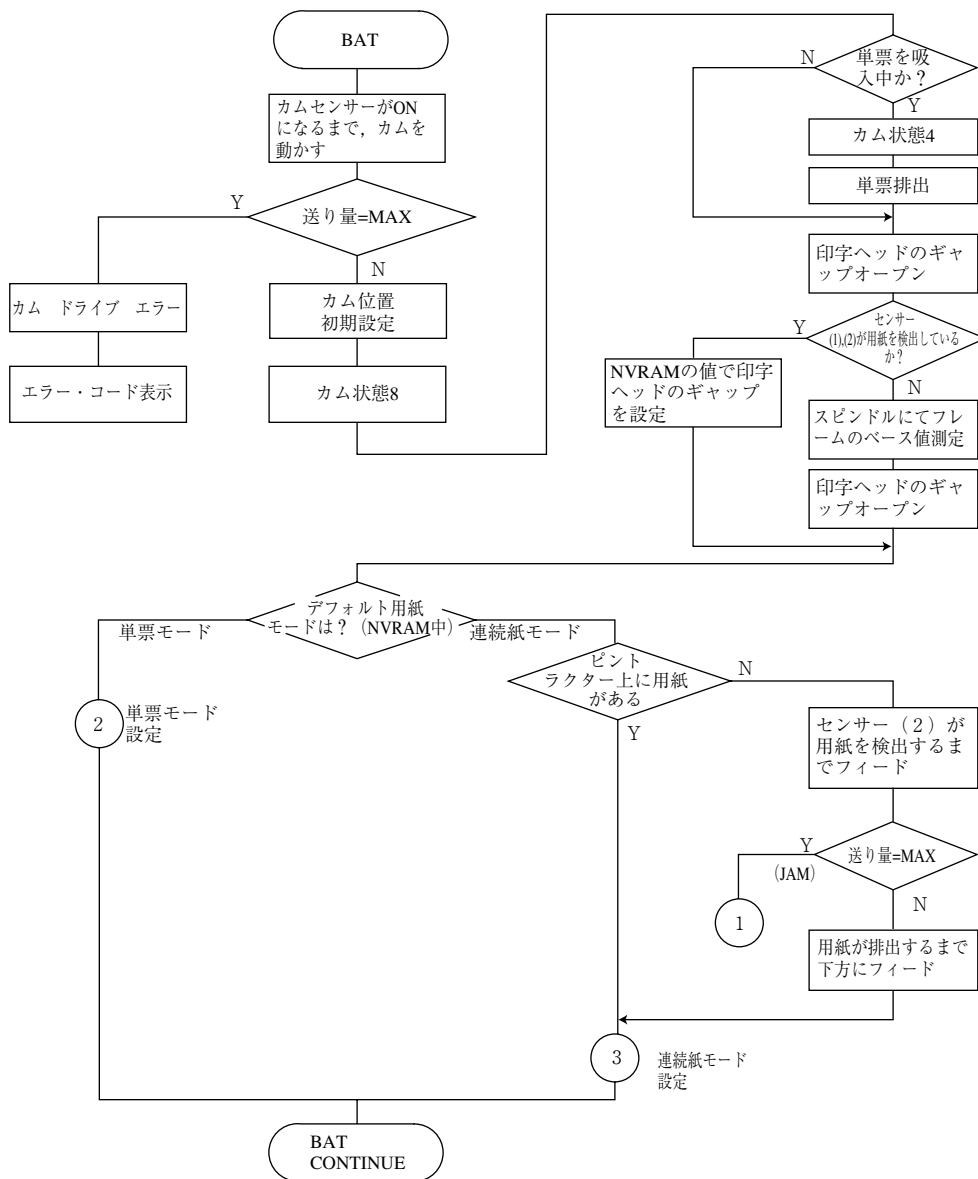 BAT
カムセンサーがON
になるまで，カムを
動かす
Y
送り量=MAX
N
カム　ドライブ　エラー
エラー・コード表示
カム位置
初期設定
カム状態8
N
単票を吸
入中か？
Y
カム状態4
単票排出
印字ヘッドのギャ
ップオープン
Y
センサー
(1),(2)が用紙を検出している
か？
N
NVRAMの値で印字
ヘッドのギャップ
を設定
スピンドルにてフレ
ームのベース値測定
印字ヘッドのギャ
ップオープン
デフォルト用紙
モードは？（NVRAM中）
単票モード
連続紙モード
2
単票モード
設定
ピント
ラクター上に用紙
がある
N
Y
センサー（2）が
用紙を検出するま
でフィード
Y
(JAM)
送り量=MAX
N
1
用紙が排出するまで
下方にフィード
3
連続紙モード
設定
BAT
CONTINUE